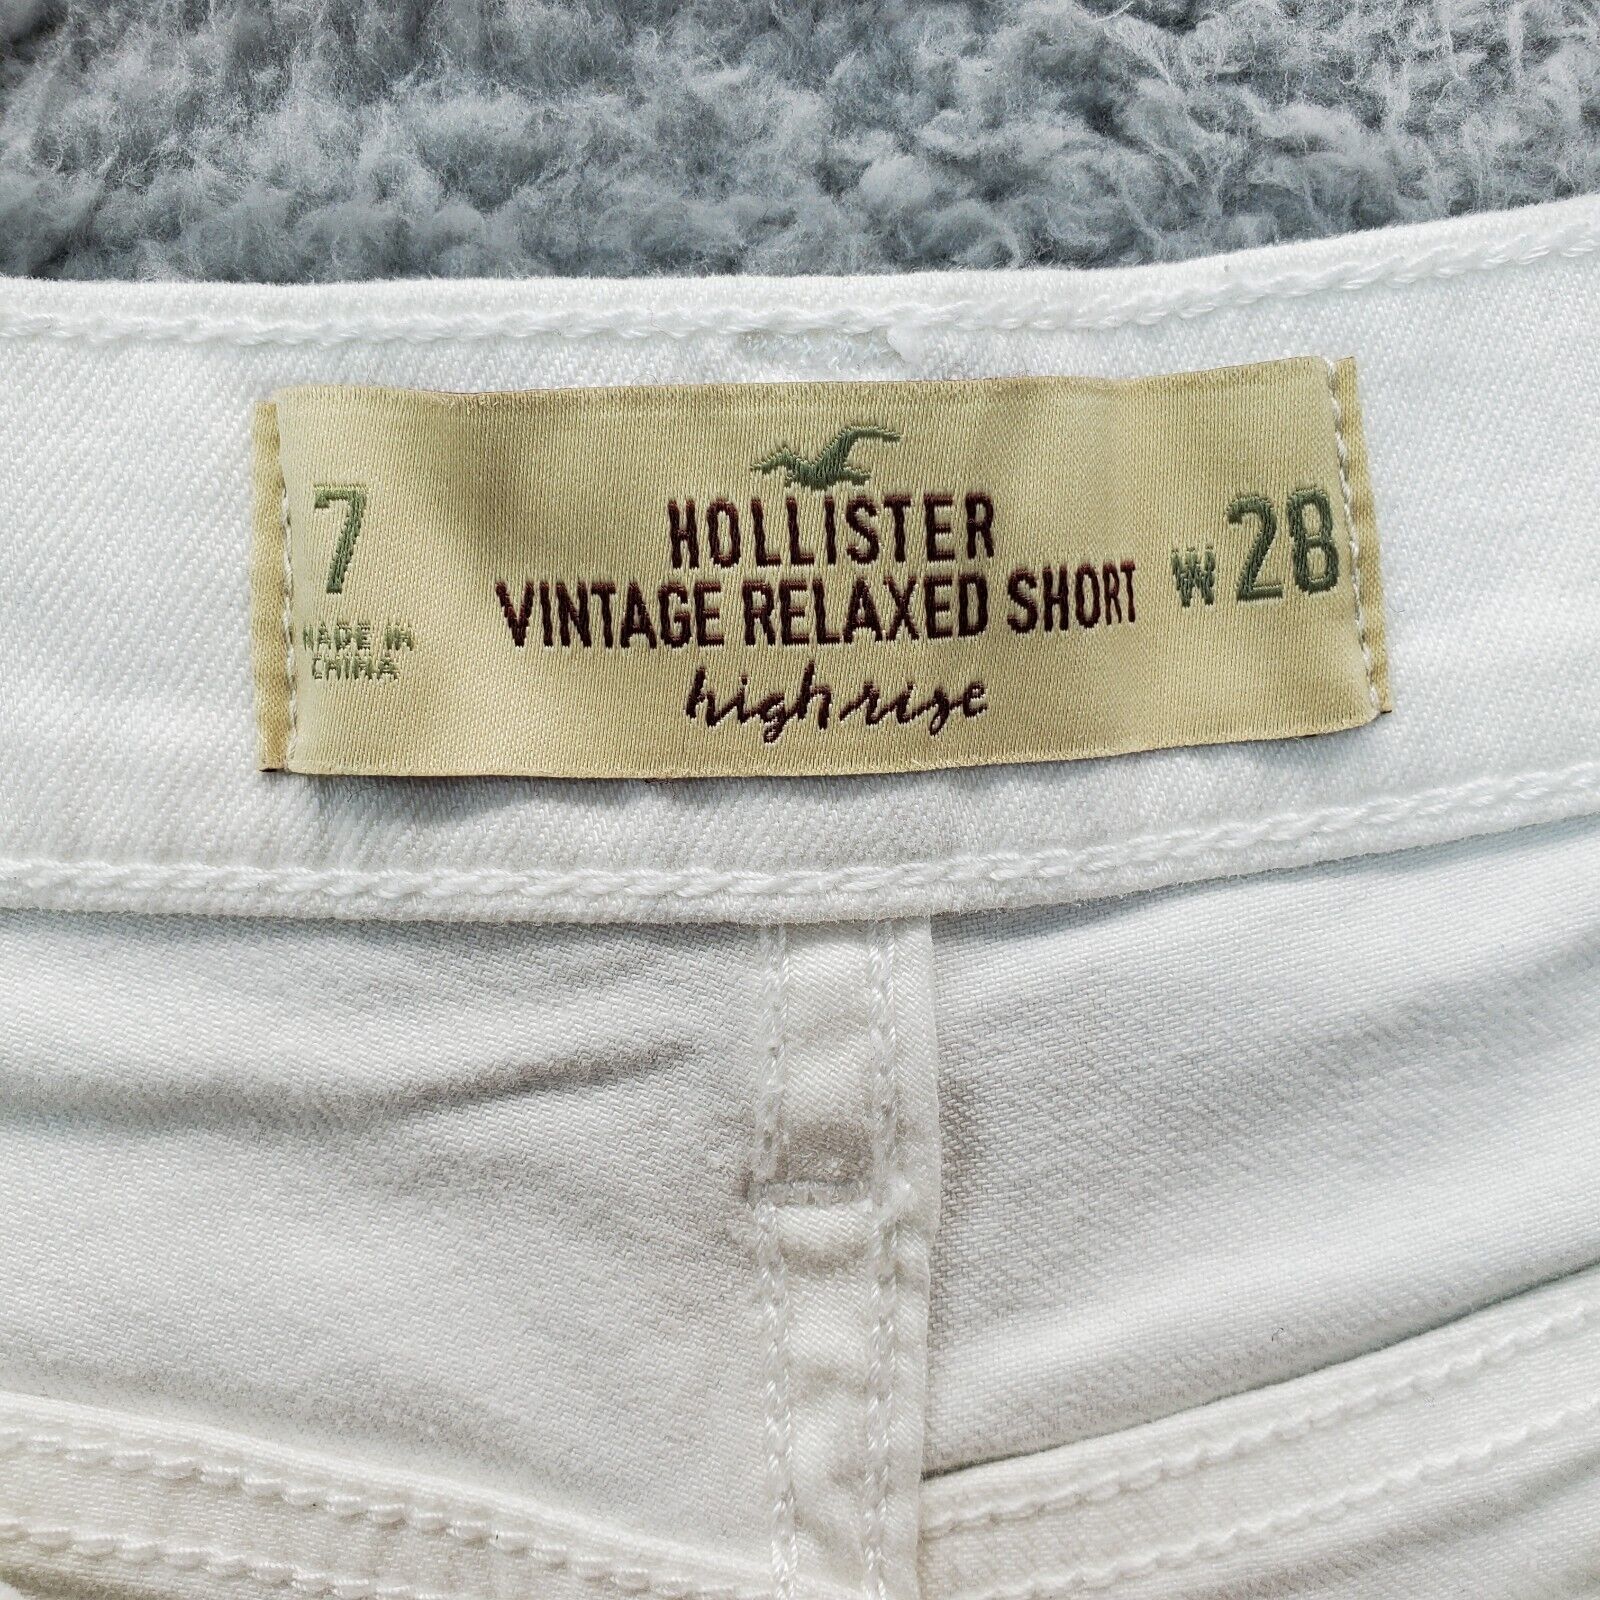 7
MADE IN
CHINA
HOLLISTER
VINTAGE RELAXED SHORT
high rise
W 28